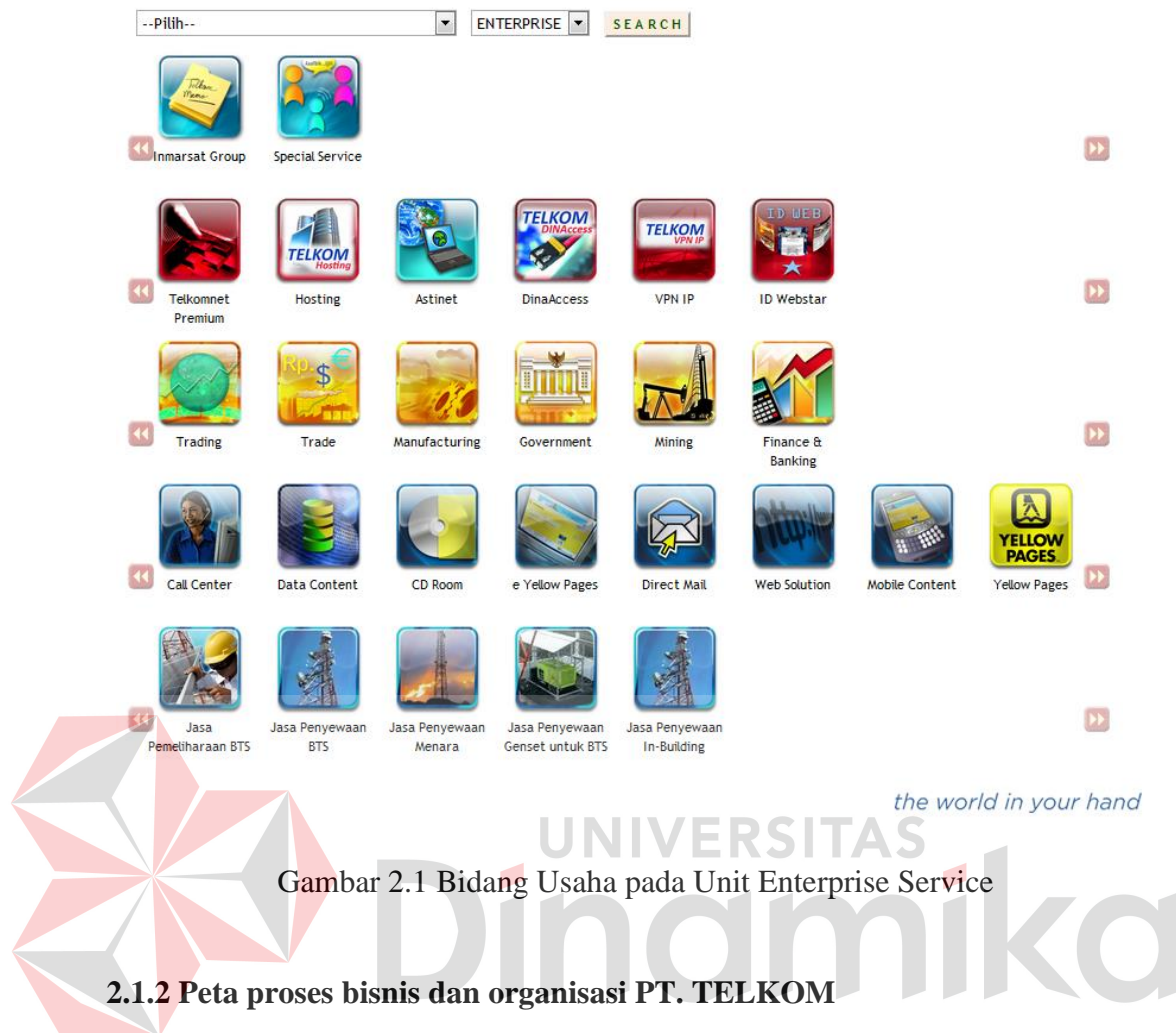 --Pilih-- ENTERPRISE SEARCH
Telkom Memo
Inmarsat Group Special Service
TELKOM Hosting TELKOM DINAccess TELKOM VPN IP ID WEB
Telkomnet Premium Hosting Astinet DinaAccess VPN IP ID Webstar
Rp. $ €
Trading Trade Manufacturing Government Mining Finance & Banking
http://w YELLOW PAGES
Call Center Data Content CD Room e Yellow Pages Direct Mail Web Solution Mobile Content Yellow Pages
Jasa Pemeliharaan BTS Jasa Penyewaan BTS Jasa Penyewaan Menara Jasa Penyewaan Genset untuk BTS Jasa Penyewaan In-Building
the world in your hand
UNIVERSITAS
Dinamika
Gambar 2.1 Bidang Usaha pada Unit Enterprise Service
2.1.2 Peta proses bisnis dan organisasi PT. TELKOM